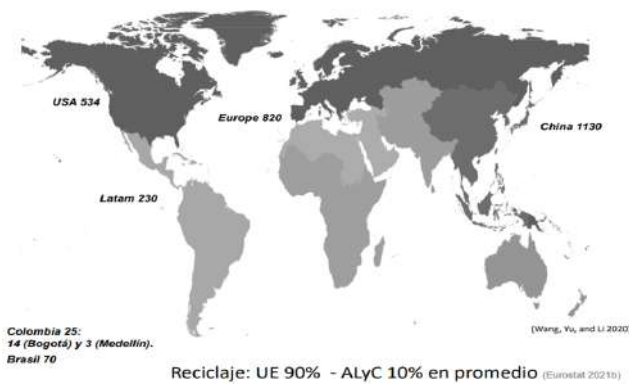 USA 534
Europe 820
China 1130
Latam 230
(Wang, Yu, and Li 2020)
Colombia 25:
14 (Bogotá) y 3 (Medellín).
Brasil 70
Reciclaje: UE 90% - ALyC 10% en promedio (Eurostat 2021b)